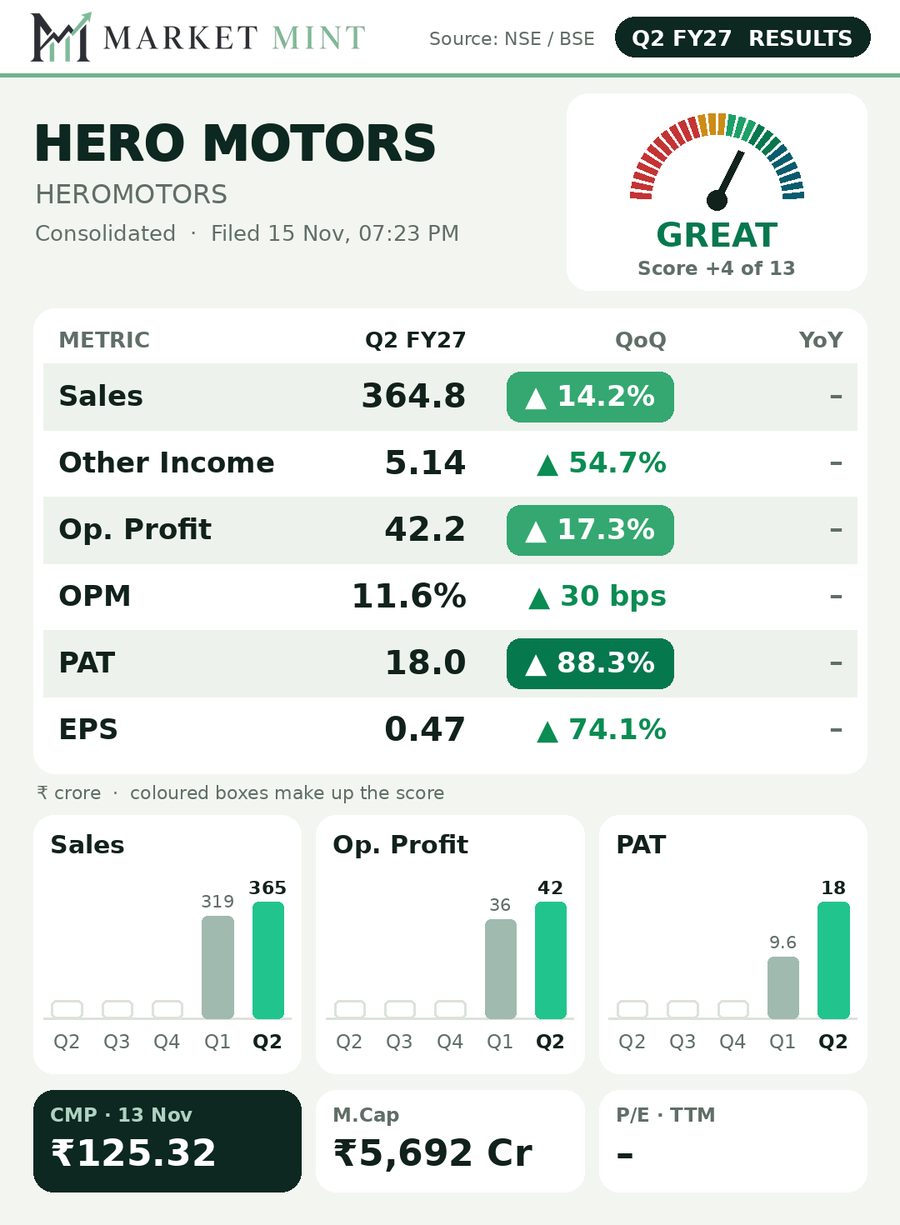 MARKET MINT
Source: NSE / BSE
Q2 FY27 RESULTS
HERO MOTORS
HEROMOTORS
Consolidated · Filed 15 Nov, 07:23 PM
GREAT
Score +4 of 13
METRIC Q2 FY27 QoQ YoY
Sales 364.8 ▲ 14.2% –
Other Income 5.14 ▲ 54.7% –
Op. Profit 42.2 ▲ 17.3% –
OPM 11.6% ▲ 30 bps –
PAT 18.0 ▲ 88.3% –
EPS 0.47 ▲ 74.1% –
₹ crore · coloured boxes make up the score
Sales
319 365
Q2 Q3 Q4 Q1 Q2
Op. Profit
36 42
Q2 Q3 Q4 Q1 Q2
PAT
9.6 18
Q2 Q3 Q4 Q1 Q2
CMP · 13 Nov
₹125.32
M.Cap
₹5,692 Cr
P/E · TTM
–